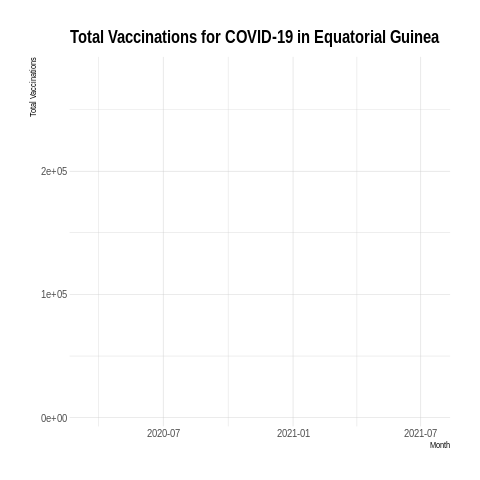 Total Vaccinations for COVID-19 in Equatorial Guinea
Total Vaccinations
2e+05
1e+05
0e+00
2020-07 2021-01 2021-07
Month